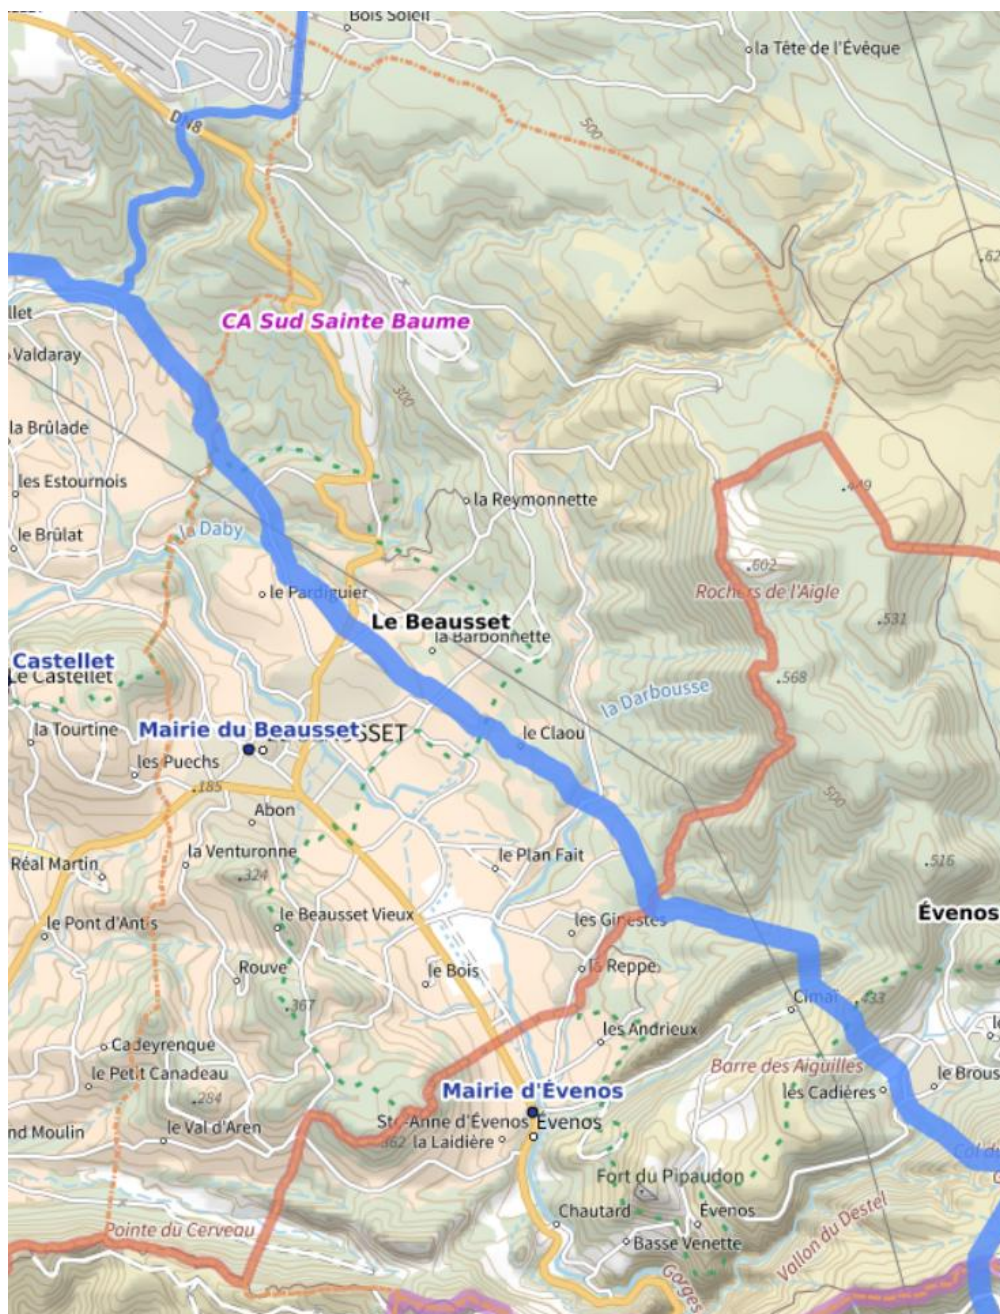 Bois Soleil
la Tête de l'Évêque
DN8
500
CA Sud Sainte Baume
Valdaray
300
la Brûlade
les Estournois
la Reymonnette
449
le Brûlat
la Daby
602
le Pardiguier
Rochers de l'Aigle
Le Beausset
531
la Barbonnette
Castellet
Le Castellet
568
la Darbousse
la Tourtine
Mairie du Beausset
le Claou
les Puechs
185
500
Abon
la Venturonne
le Plan Fait
516
Réal Martin
324
le Beausset Vieux
les Ginestes
Évenos
le Pont d'Antis
Rouve
le Bois
la Reppe
367
433
les Andrieux
Cadeyrenque
Barre des Aiguilles
le Petit Canadeau
Mairie d'Évenos
les Cadières
le Brous
284
Ste-Anne d'Évenos
Évenos
nd Moulin
le Val d'Aren
362
la Laidière
Fort du Pipaudon
Chautard
Évenos
Pointe du Cerveau
Basse Venette
Vallon du Destel
Gorges